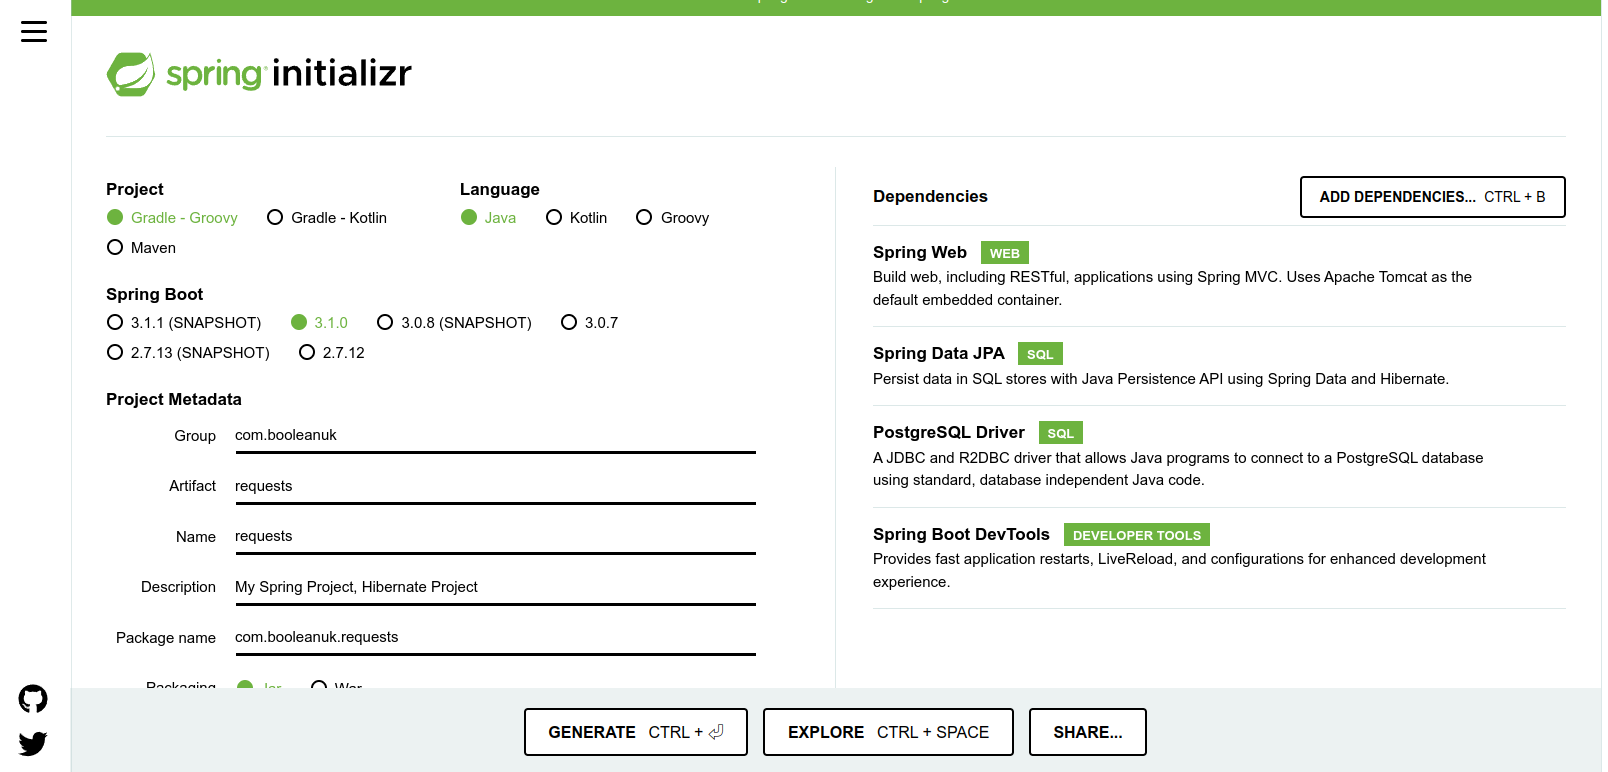 spring initializr
Project
Gradle - Groovy Gradle - Kotlin
Maven
Language
Java Kotlin Groovy
Spring Boot
3.1.1 (SNAPSHOT) 3.1.0 3.0.8 (SNAPSHOT) 3.0.7
2.7.13 (SNAPSHOT) 2.7.12
Project Metadata
Group com.booleanuk
Artifact requests
Name requests
Description My Spring Project, Hibernate Project
Package name com.booleanuk.requests
Packaging Jar War
Dependencies
ADD DEPENDENCIES... CTRL + B
Spring Web WEB
Build web, including RESTful, applications using Spring MVC. Uses Apache Tomcat as the
default embedded container.
Spring Data JPA SQL
Persist data in SQL stores with Java Persistence API using Spring Data and Hibernate.
PostgreSQL Driver SQL
A JDBC and R2DBC driver that allows Java programs to connect to a PostgreSQL database
using standard, database independent Java code.
Spring Boot DevTools DEVELOPER TOOLS
Provides fast application restarts, LiveReload, and configurations for enhanced development
experience.
GENERATE CTRL + ⏎ EXPLORE CTRL + SPACE SHARE...